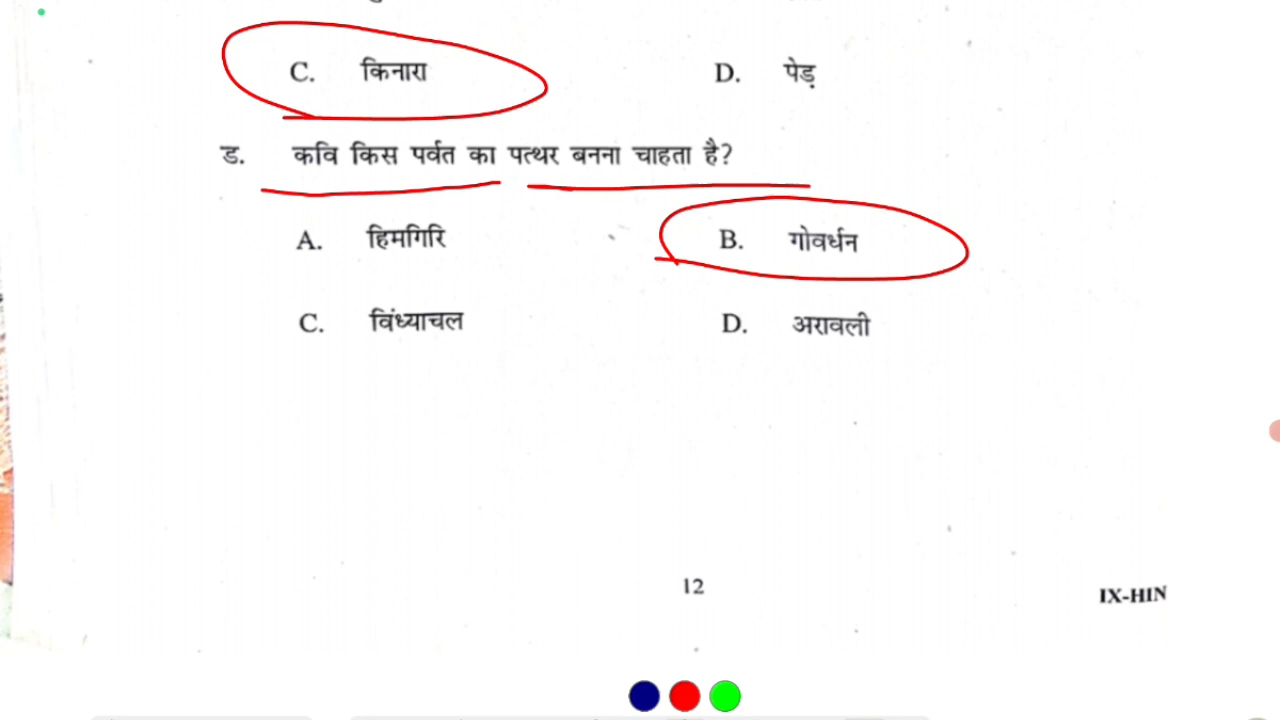 C. किनारा D. पेड़
ड. कवि किस पर्वत का पत्थर बनना चाहता है?
A. हिमगिरि B. गोवर्धन
C. विंध्याचल D. अरावली
12
IX-HIN